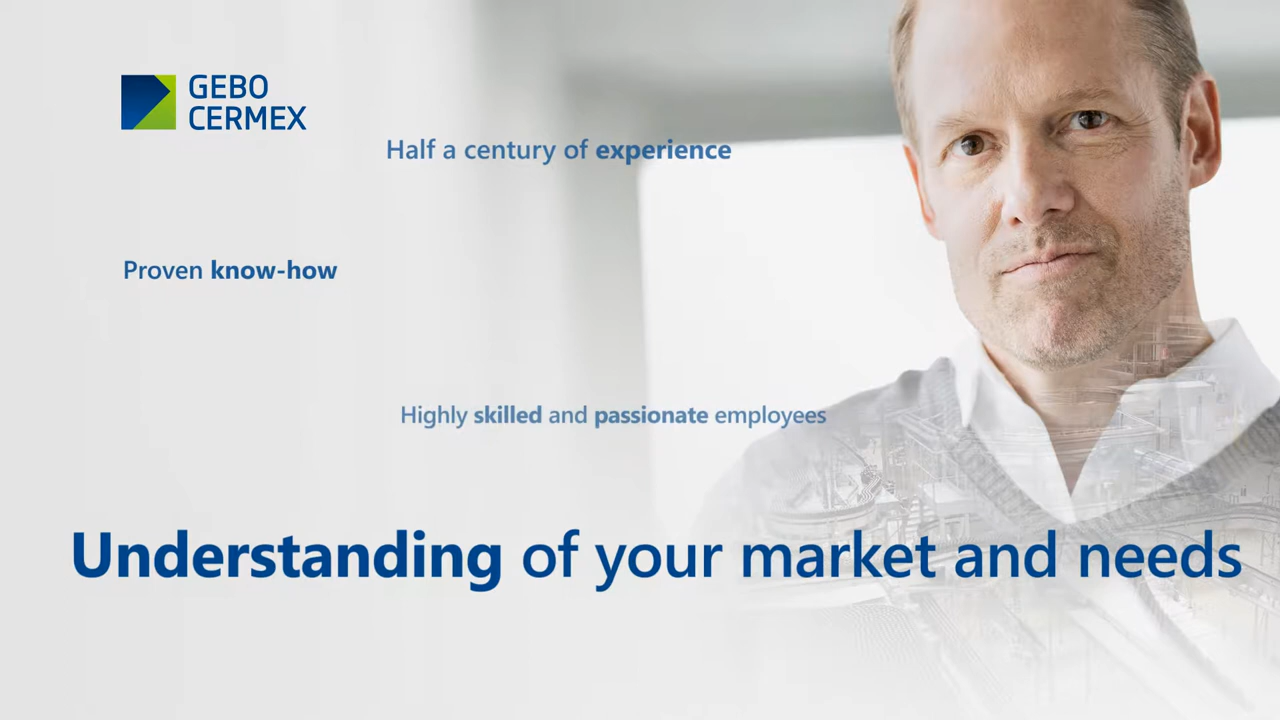 GEBO
CERMEX
Half a century of experience
Proven know-how
Highly skilled and passionate employees
Understanding of your market and needs